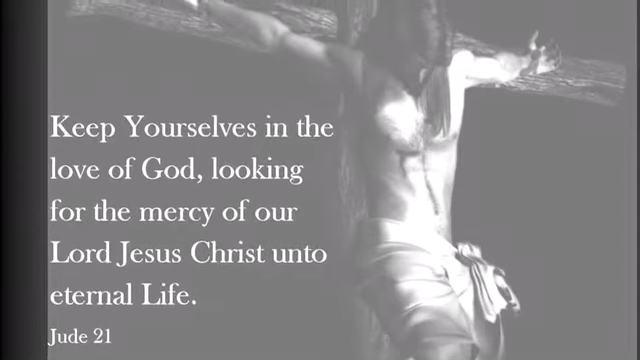 Keep Yourselves in the
love of God, looking
for the mercy of our
Lord Jesus Christ unto
eternal Life.
Jude 21